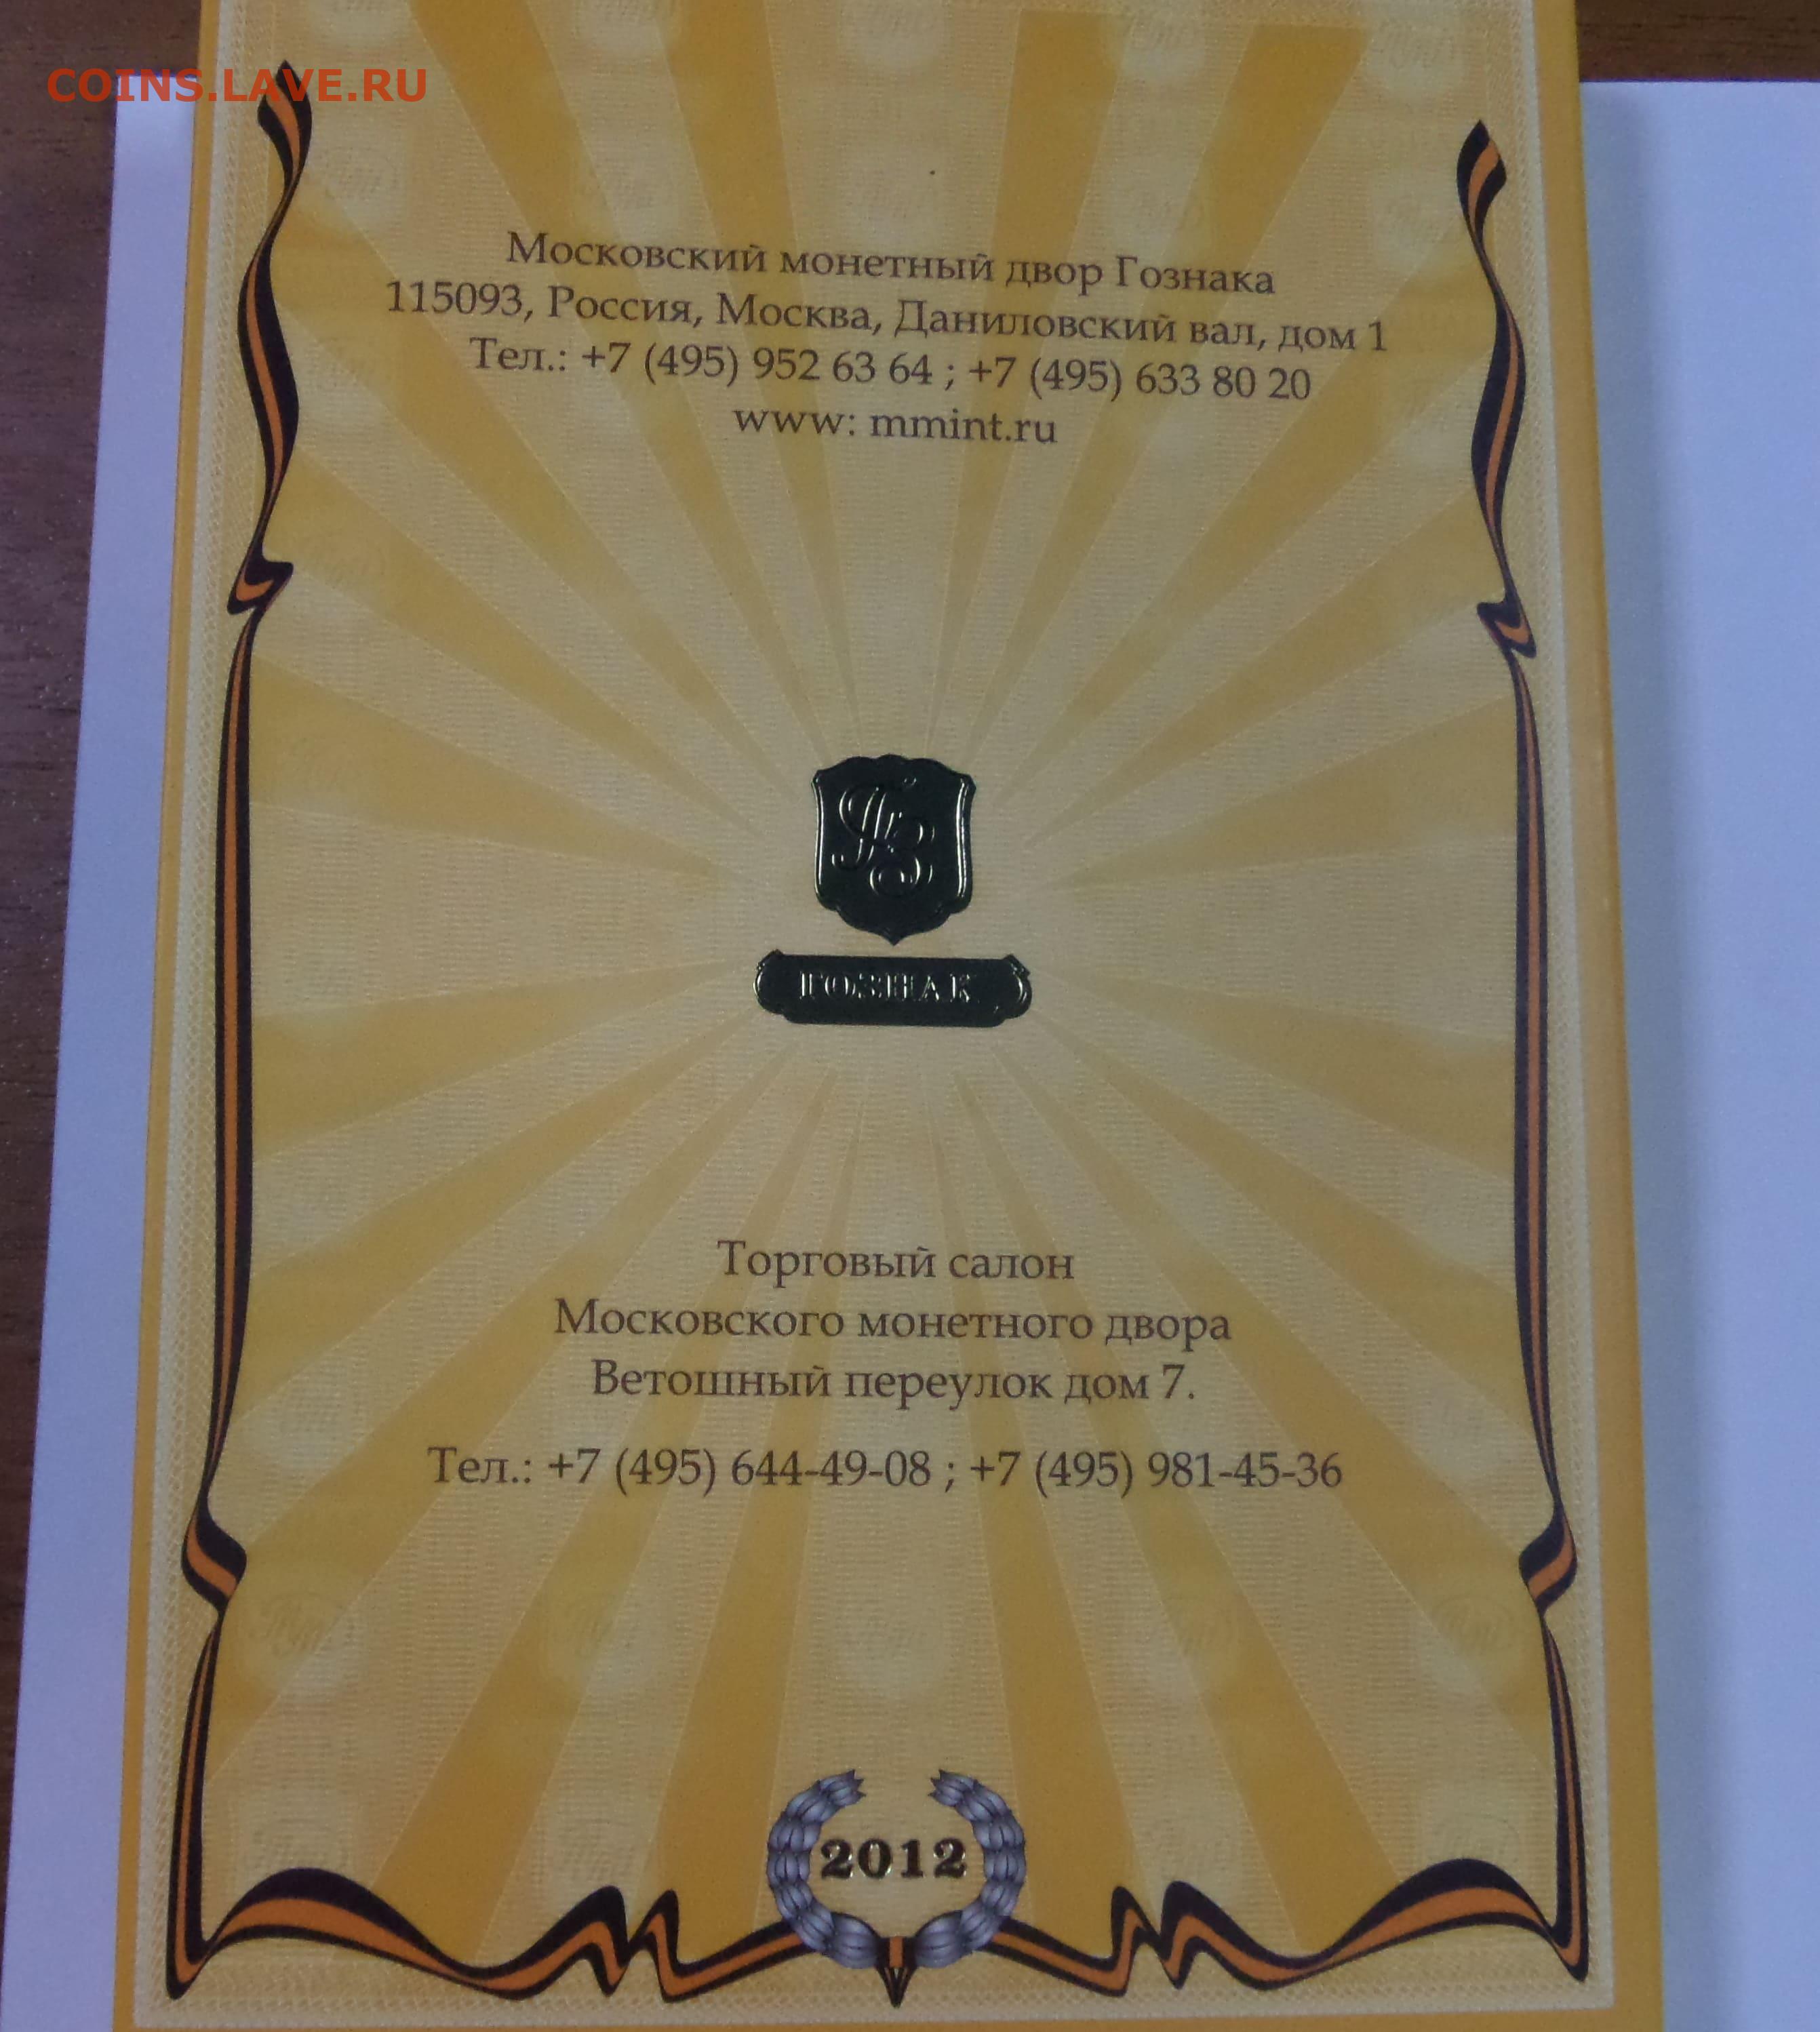 COINS.LAVE.RU
Московский монетный двор Гознака
115093, Россия, Москва, Даниловский вал, дом 1
Тел.: +7 (495) 952 63 64 ; +7 (495) 633 80 20
www: mmint.ru
ГОЗНАК
Торговый салон
Московского монетного двора
Ветошный переулок дом 7.
Тел.: +7 (495) 644-49-08 ; +7 (495) 981-45-36
2012